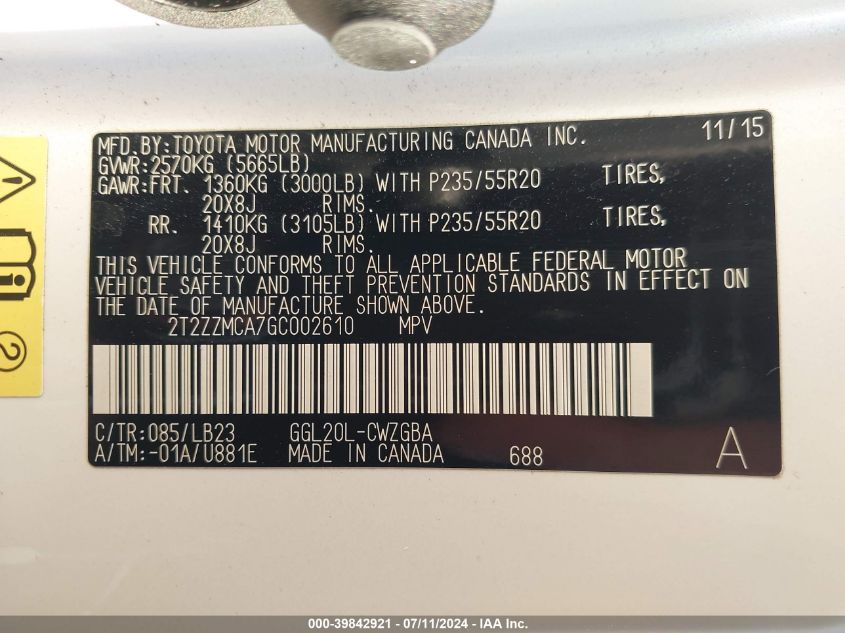 MFD.BY:TOYOTA MOTOR MANUFACTURING CANADA INC. 11/15
GVWR:2570KG (5665LB)
GAWR:FRT. 1360KG (3000LB) WITH P235/55R20 TIRES,
20X8J RIMS.
RR. 1410KG (3105LB) WITH P235/55R20 TIRES,
20X8J RIMS.
THIS VEHICLE CONFORMS TO ALL APPLICABLE FEDERAL MOTOR
VEHICLE SAFETY AND THEFT PREVENTION STANDARDS IN EFFECT ON
THE DATE OF MANUFACTURE SHOWN ABOVE.
2T2ZZMCA7GC002610 MPV
C/TR:085/LB23 GGL20L-CWZGBA
A/TM:-01A/U881E MADE IN CANADA 688 A
2
000-39842921 - 07/11/2024 - IAA Inc.